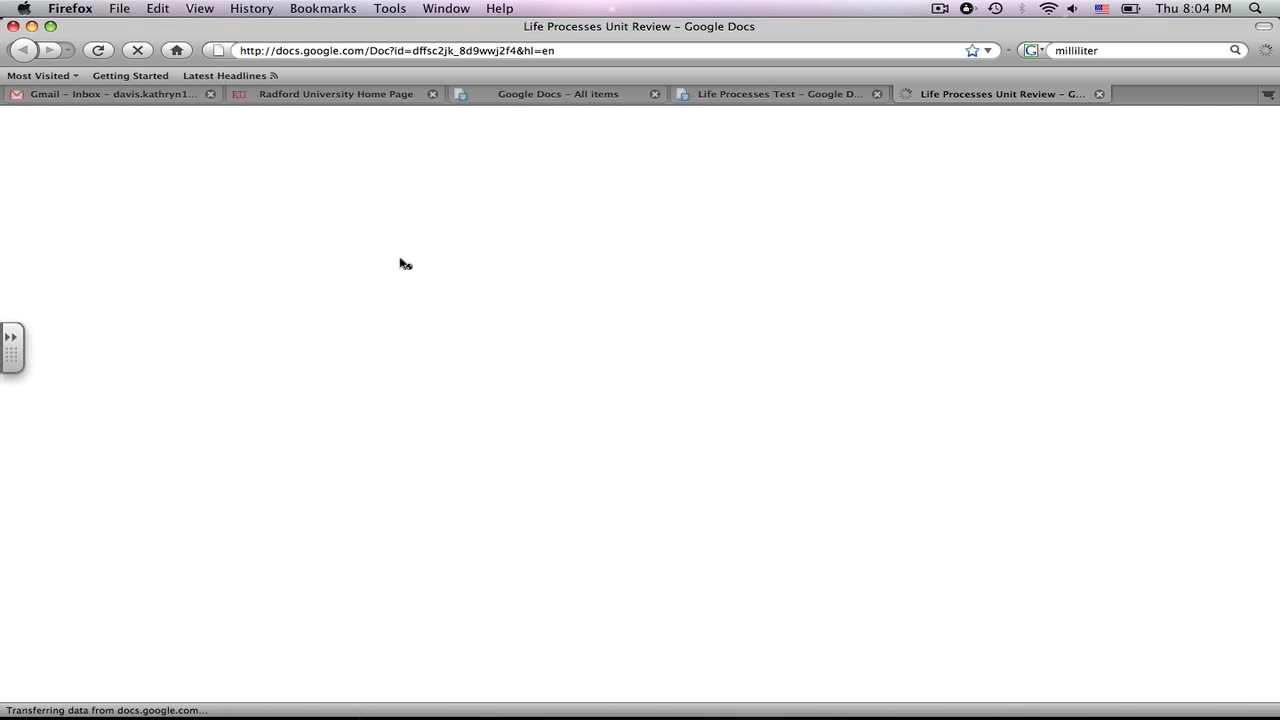 Firefox File Edit View History Bookmarks Tools Window Help Thu 8:04 PM
Life Processes Unit Review – Google Docs
http://docs.google.com/Doc?id=dffsc2jk_8d9wwj2f4&hl=en G milliliter
Most Visited Getting Started Latest Headlines
Gmail – Inbox – davis.kathryn1... RU Radford University Home Page Google Docs – All items Life Processes Test – Google D... Life Processes Unit Review – G...
Transferring data from docs.google.com...